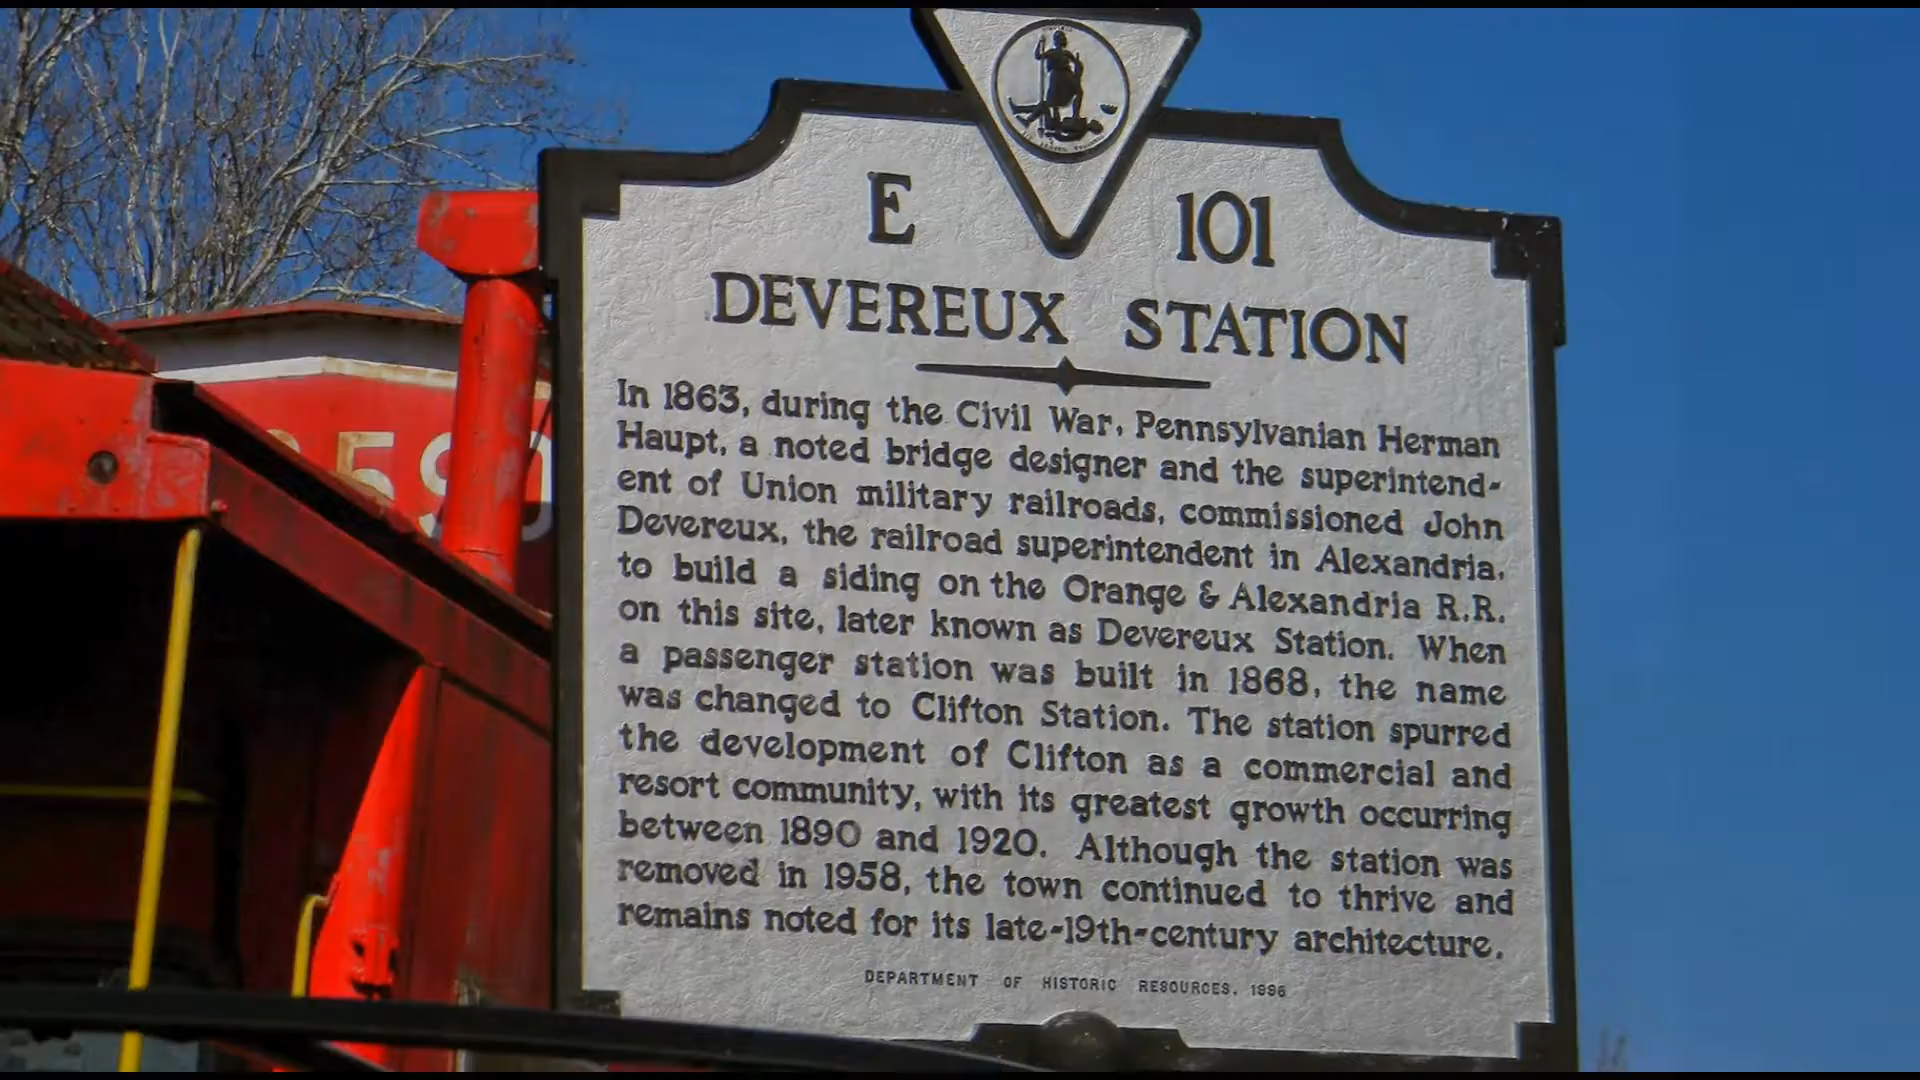 E 101
DEVEREUX STATION
In 1863, during the Civil War, Pennsylvanian Herman
Haupt, a noted bridge designer and the superintend-
ent of Union military railroads, commissioned John
Devereux, the railroad superintendent in Alexandria,
to build a siding on the Orange & Alexandria R.R.
on this site, later known as Devereux Station. When
a passenger station was built in 1868, the name
was changed to Clifton Station. The station spurred
the development of Clifton as a commercial and
resort community, with its greatest growth occurring
between 1890 and 1920. Although the station was
removed in 1958, the town continued to thrive and
remains noted for its late-19th-century architecture.
DEPARTMENT OF HISTORIC RESOURCES, 1996